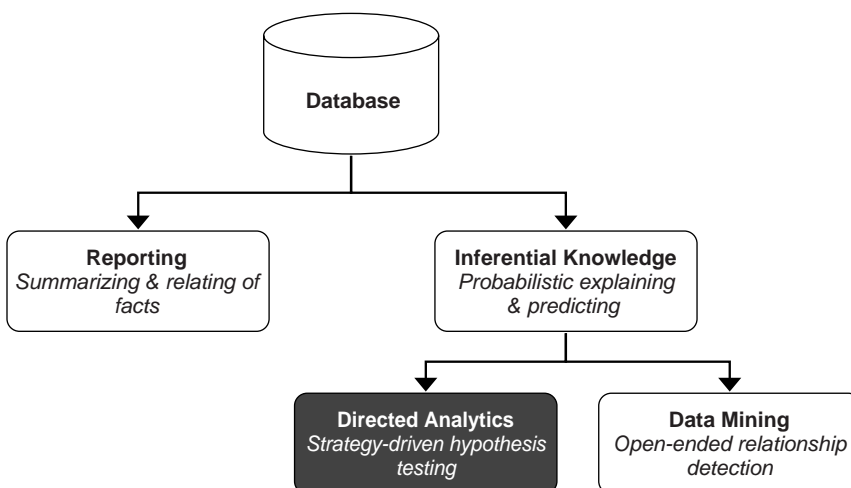 Database
Reporting
Summarizing & relating of
facts
Inferential Knowledge
Probabilistic explaining
& predicting
Directed Analytics
Strategy-driven hypothesis
testing
Data Mining
Open-ended relationship
detection